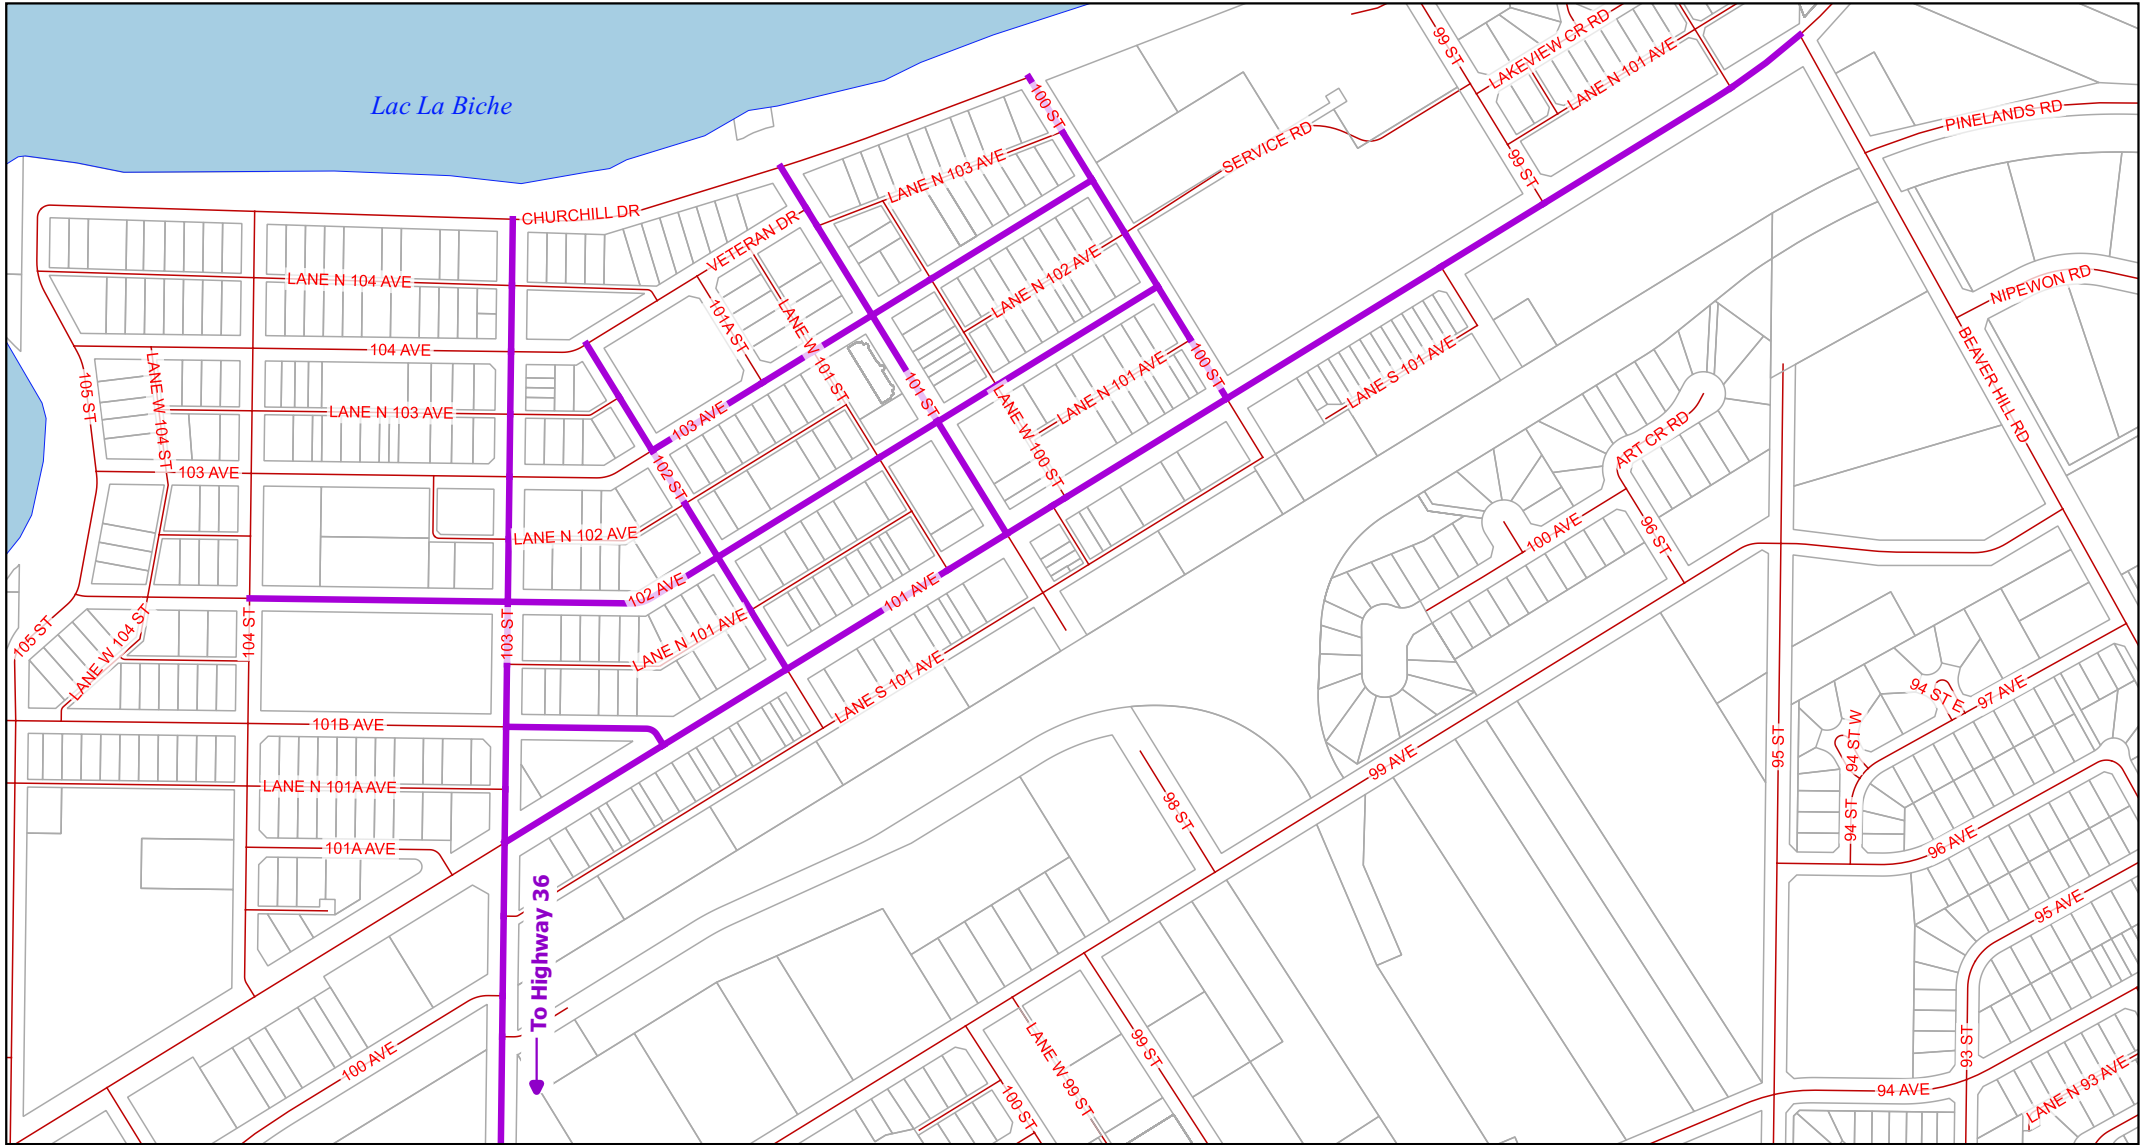 99 ST
LAKEVIEW CR RD
LANE N 101 AVE
Lac La Biche
100 ST
PINELANDS RD
SERVICE RD
LANE N 103 AVE
99 ST
CHURCHILL DR
VETERAN DR
LANE N 104 AVE
LANE N 102 AVE
NIPEWON RD
101A ST
LANE W 101 ST
104 AVE
100 ST
LANE S 101 AVE
LANE N 101 AVE
BEAVER HILL RD
105 ST
LANE W 104 ST
LANE N 103 AVE
103 AVE
101 ST
LANE W 100 ST
ART CR RD
103 AVE
102 ST
LANE N 102 AVE
100 AVE
96 ST
102 AVE
101 AVE
105 ST
LANE W 104 ST
104 ST
103 ST
LANE N 101 AVE
LANE S 101 AVE
94 ST E
97 AVE
101B AVE
94 ST W
95 ST
99 AVE
LANE N 101A AVE
98 ST
94 ST
96 AVE
101A AVE
95 AVE
To Highway 36
100 AVE
LANE W 99 ST
99 ST
93 ST
100 ST
94 AVE
LANE N 93 AVE